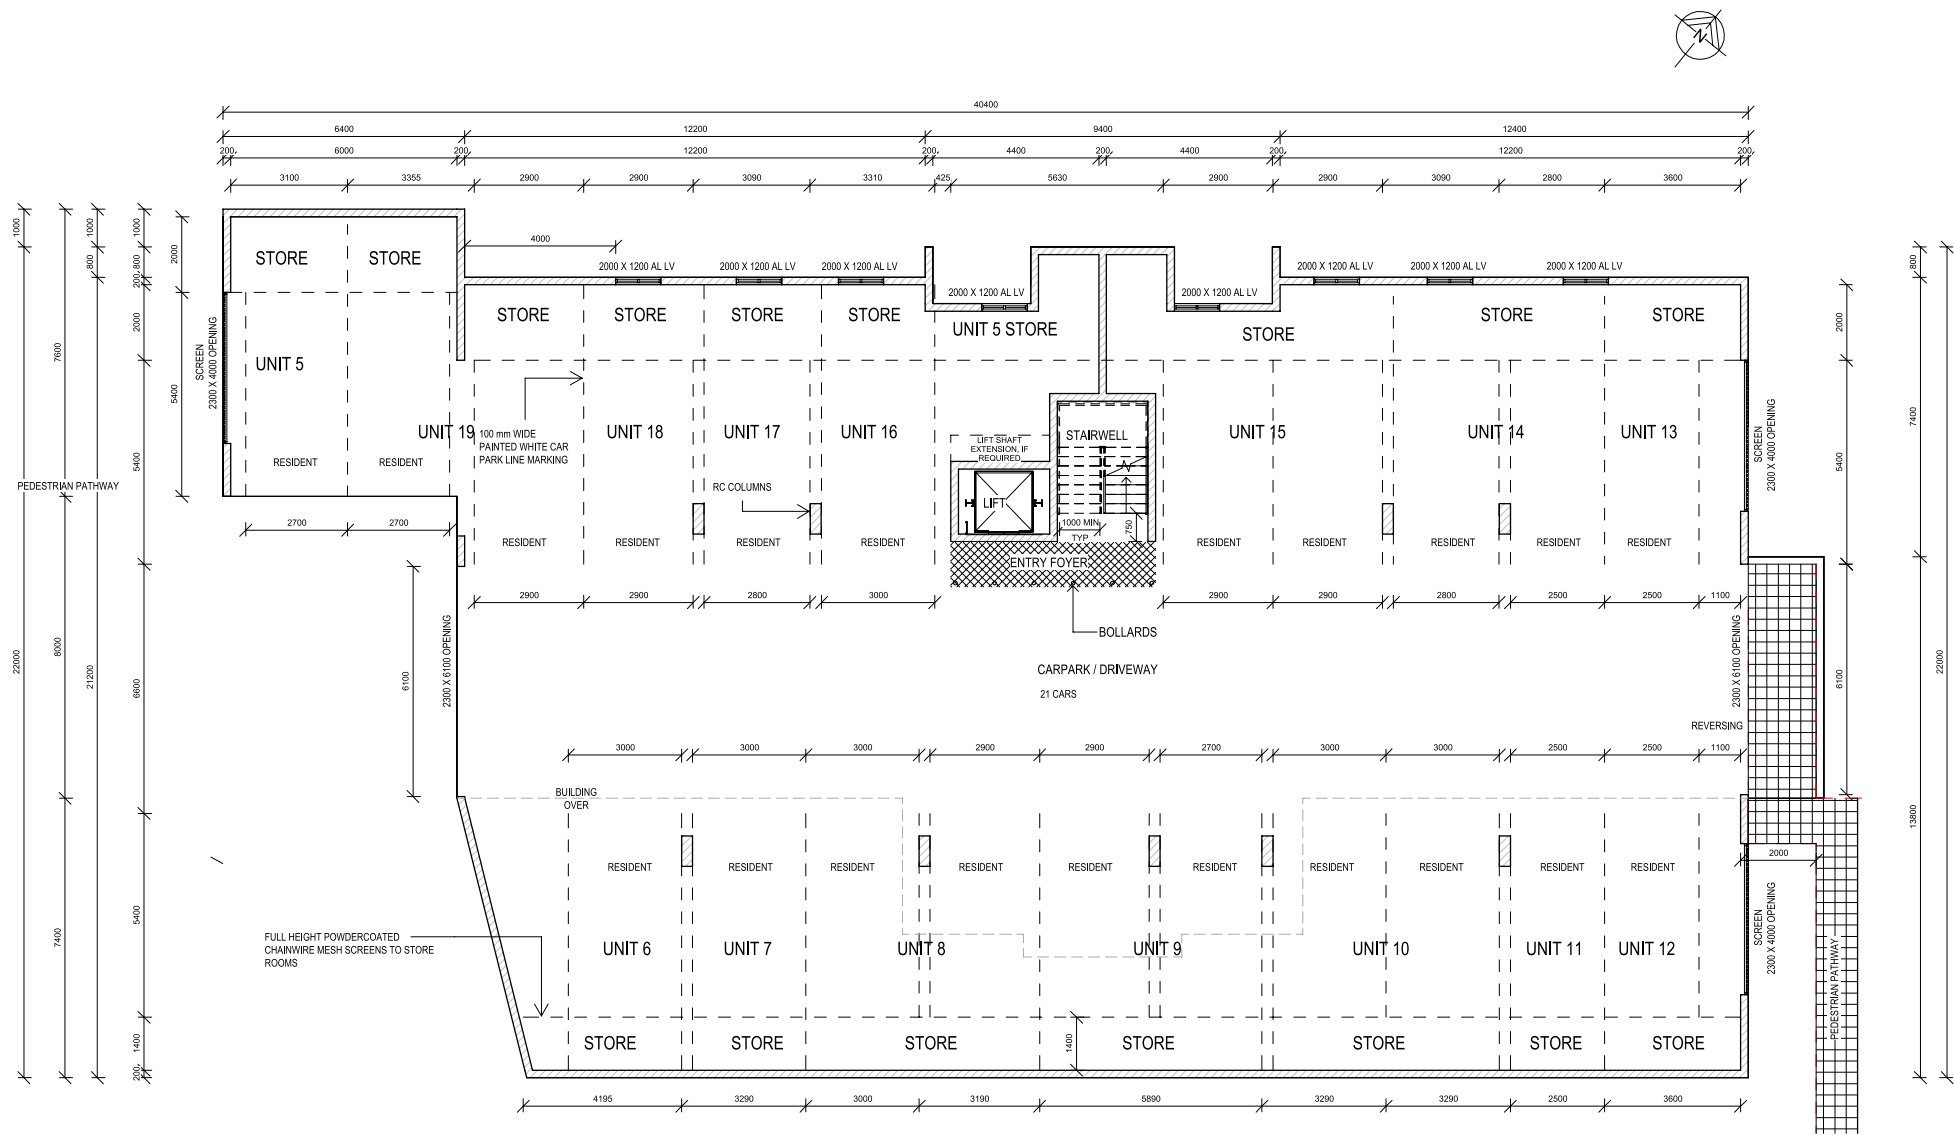 N
40400
6400
12200
9400
12400
200
6000
200
12200
200
4400
200
4400
200
12200
200
3100
3355
2900
2900
3090
3310
425
5630
2900
2900
3090
2800
3600
1000
1000
1000
800
800
200
2000
4000
2000 X 1200 AL LV
2000 X 1200 AL LV
2000 X 1200 AL LV
2000 X 1200 AL LV
2000 X 1200 AL LV
2000 X 1200 AL LV
2000 X 1200 AL LV
2000 X 1200 AL LV
800
STORE
STORE
STORE
STORE
STORE
STORE
UNIT 5 STORE
STORE
STORE
STORE
2000
2000
7600
SCREEN
2300 X 4000 OPENING
UNIT 5
5400
5400
UNIT 19
100 mm WIDE
PAINTED WHITE CAR
PARK LINE MARKING
UNIT 18
UNIT 17
UNIT 16
LIFT SHAFT
EXTENSION, IF
REQUIRED
STAIRWELL
UNIT 15
UNIT 14
UNIT 13
SCREEN
2300 X 4000 OPENING
5400
7400
RESIDENT
RESIDENT
PEDESTRIAN PATHWAY
RC COLUMNS
LIFT
1000 MIN
TYP
750
2700
2700
RESIDENT
RESIDENT
RESIDENT
RESIDENT
RESIDENT
RESIDENT
RESIDENT
RESIDENT
RESIDENT
ENTRY FOYER
2900
2900
2800
3000
2900
2900
2800
2500
2500
1100
BOLLARDS
22000
8000
21200
6600
6100
2300 X 6100 OPENING
CARPARK / DRIVEWAY
21 CARS
2300 X 6100 OPENING
6100
22000
REVERSING
3000
3000
3000
2900
2900
2700
3000
3000
2500
2500
1100
BUILDING
OVER
13800
2000
RESIDENT
RESIDENT
RESIDENT
RESIDENT
RESIDENT
RESIDENT
RESIDENT
RESIDENT
RESIDENT
RESIDENT
7400
5400
FULL HEIGHT POWDERCOATED
CHAINWIRE MESH SCREENS TO STORE
ROOMS
UNIT 6
UNIT 7
UNIT 8
UNIT 9
UNIT 10
UNIT 11
UNIT 12
SCREEN
2300 X 4000 OPENING
PEDESTRIAN PATHWAY
1400
200
STORE
STORE
STORE
1400
STORE
STORE
STORE
STORE
4195
3290
3000
3190
5890
3290
3290
2500
3600